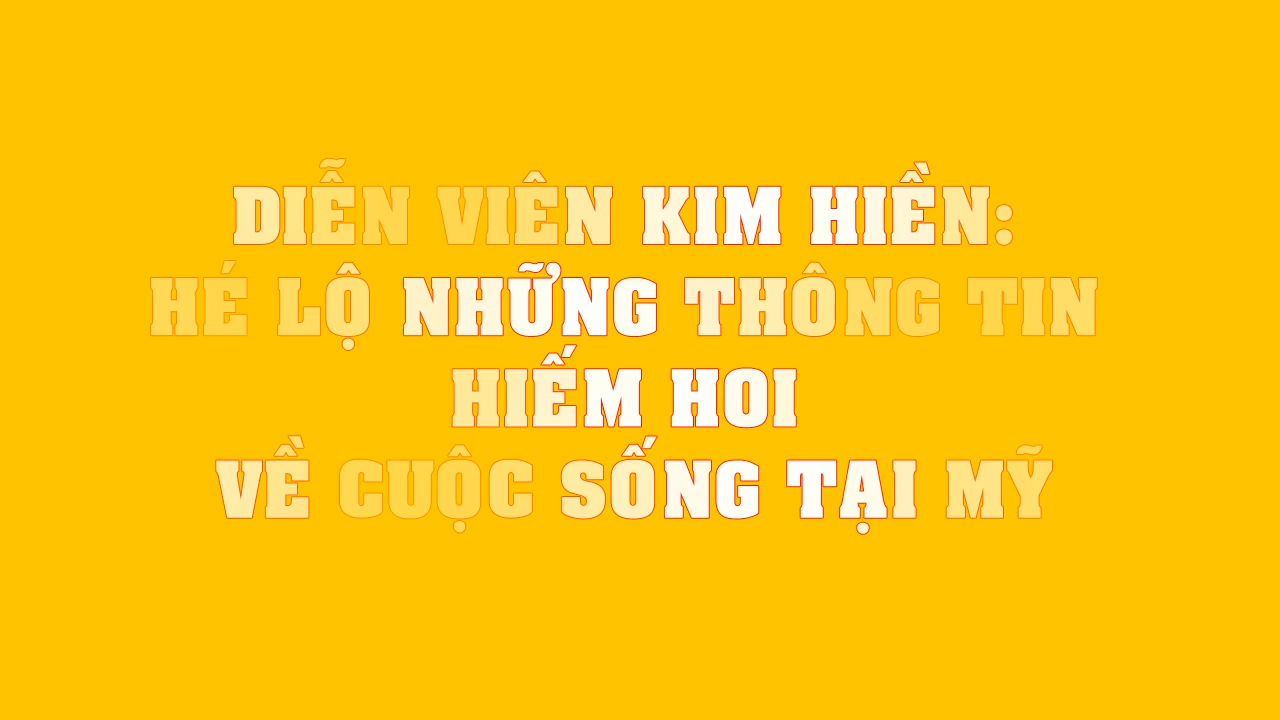 DIỄN VIÊN KIM HIỀN:
HÉ LỘ NHỮNG THÔNG TIN
HIẾM HOI
VỀ CUỘC SỐNG TẠI MỸ